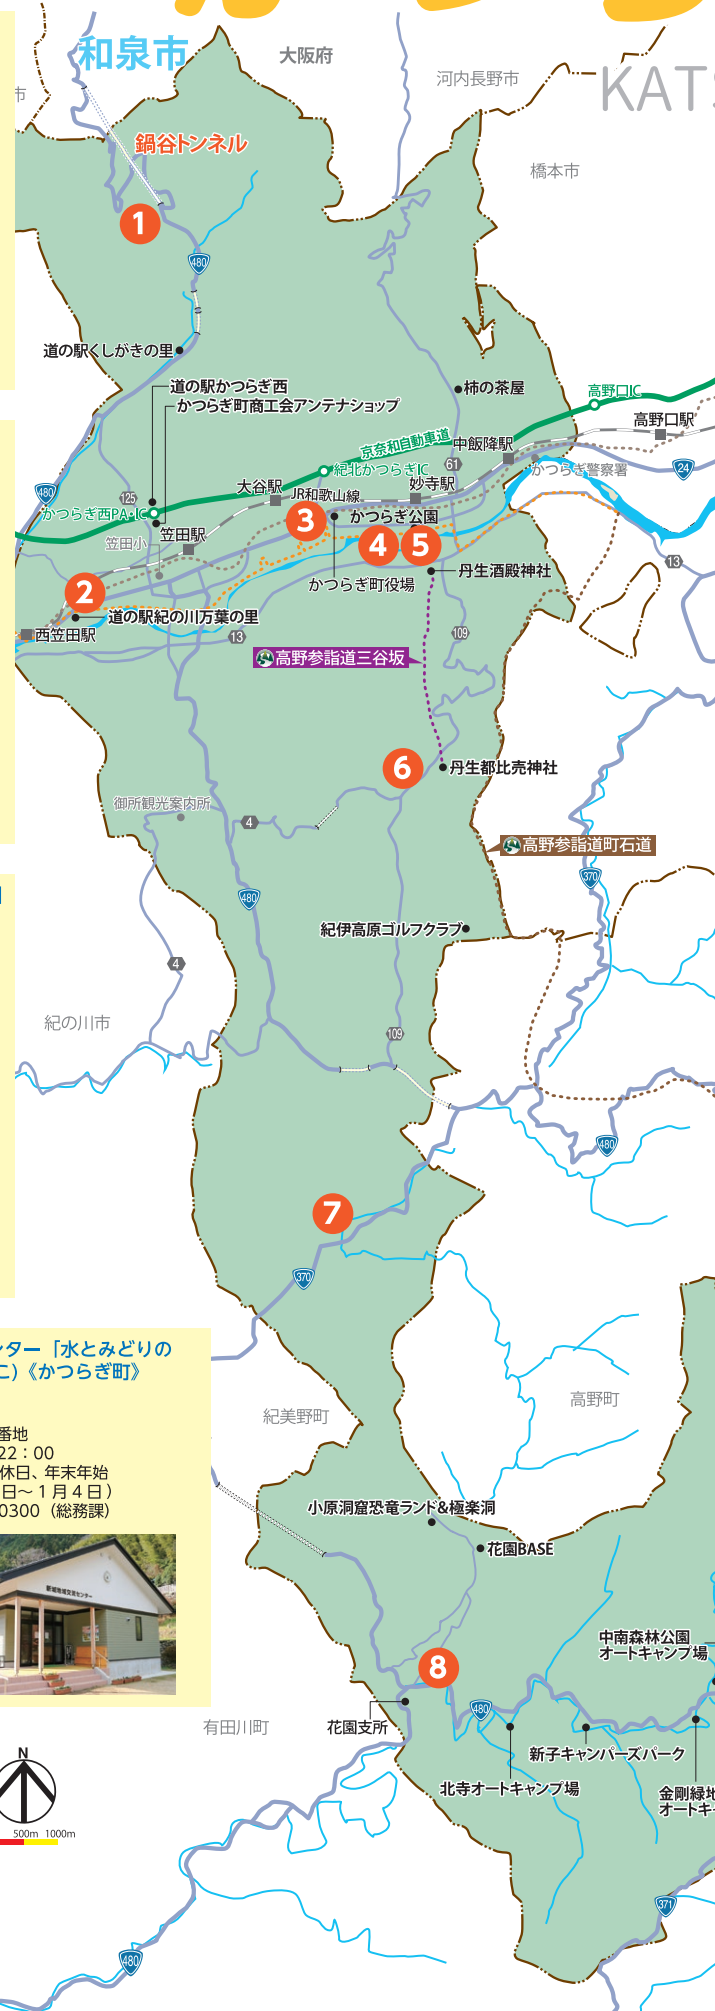 和泉市
大阪府
河内長野市
市
KATS
鍋谷トンネル
橋本市
1
480
道の駅くしがきの里
道の駅かつらぎ西
かつらぎ町商工会アンテナショップ
柿の茶屋
高野口IC
高野口駅
京奈和自動車道
中飯降駅
紀北かつらぎIC
61
かつらぎ警察署
24
480
125
大谷駅
JR和歌山線
妙寺駅
かつらぎ西PA・IC
笠田駅
笠田小
3
かつらぎ公園
4
5
13
かつらぎ町役場
丹生酒殿神社
2
道の駅紀の川万葉の里
西笠田駅
13
109
高野参詣道三谷坂
6
丹生都比売神社
御所観光案内所
4
高野参詣道町石道
370
480
紀伊高原ゴルフクラブ
4
紀の川市
109
480
7
370
ンター「水とみどりの
こ)《かつらぎ町》
番地
22：00
休日、年末年始
日～1月4日）
0300（総務課）
新城地域交流センター
紀美野町
高野町
小原洞窟恐竜ランド&極楽洞
花園BASE
中南森林公園
オートキャンプ場
8
480
有田川町
花園支所
新子キャンパーズパーク
北寺オートキャンプ場
金剛緑地
オートキ
N
500m 1000m
371
480